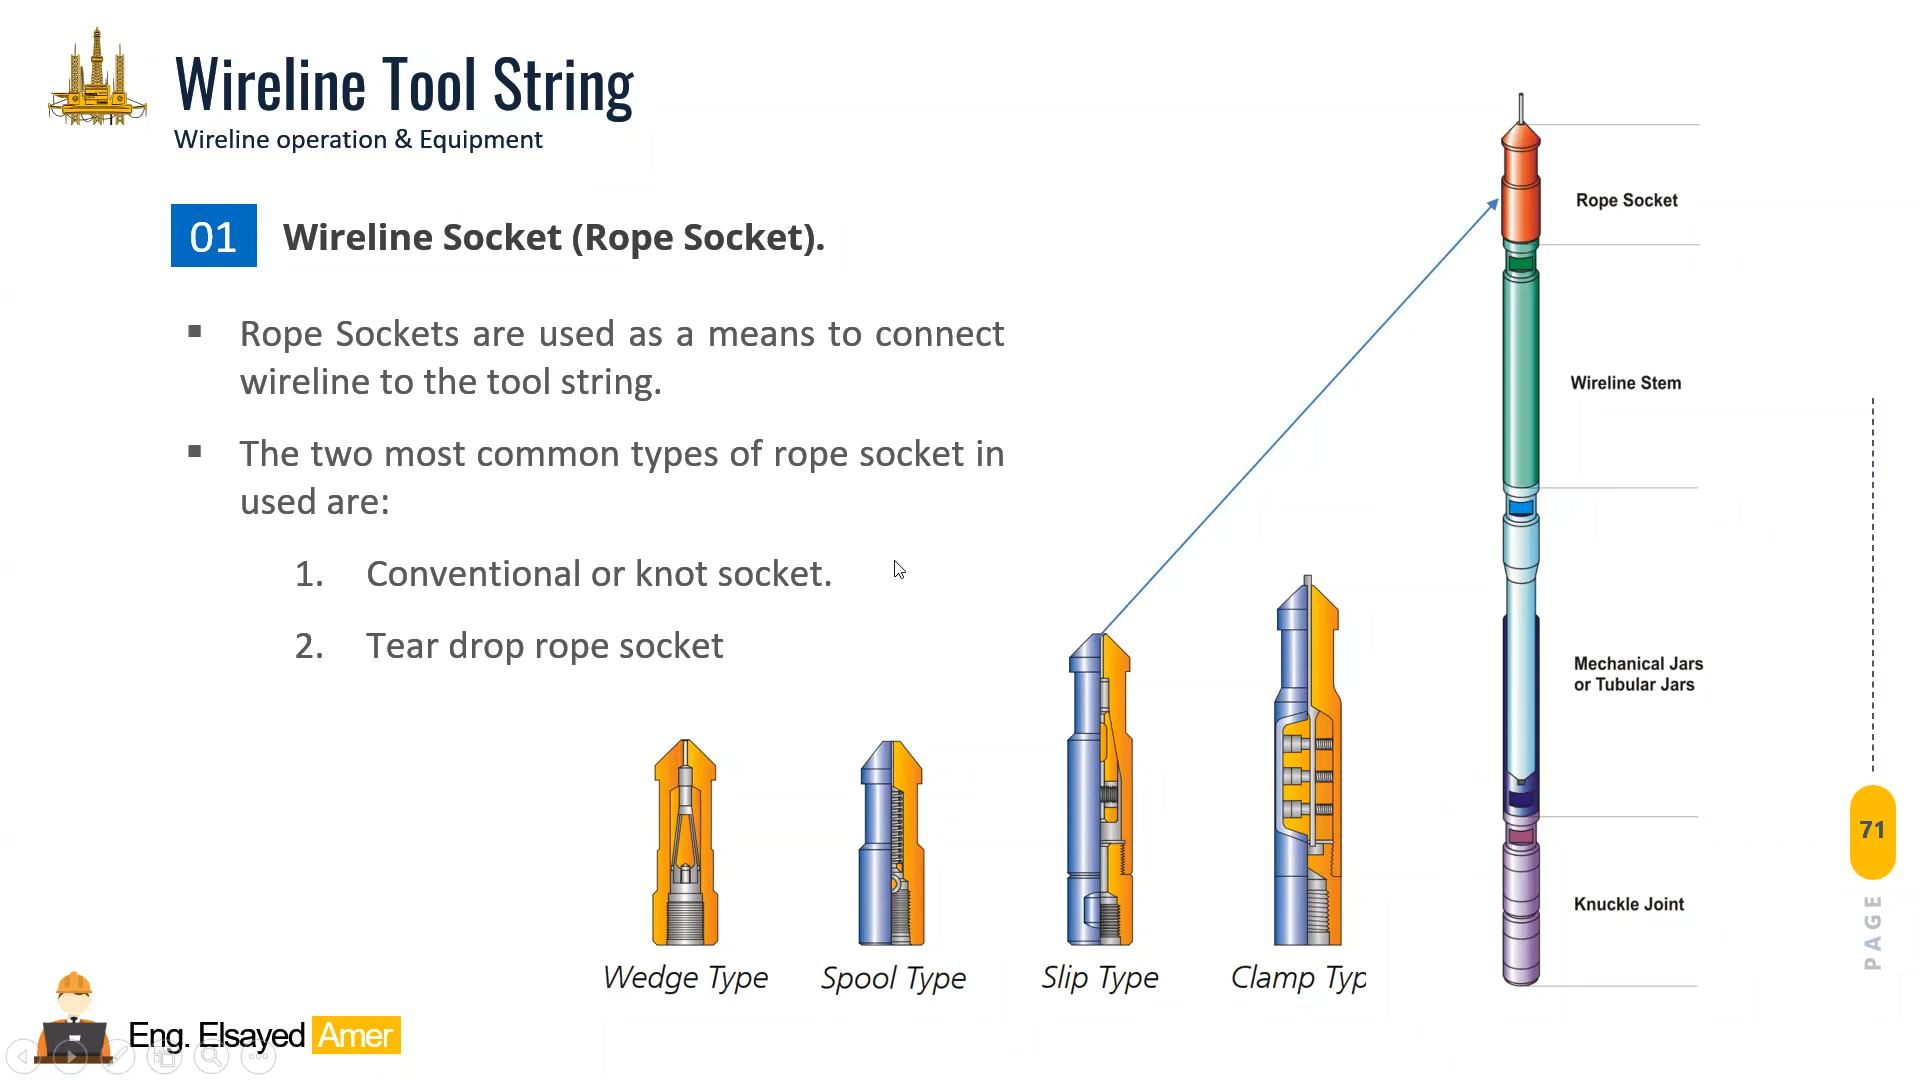 Wireline Tool String
Wireline operation & Equipment
01
Wireline Socket (Rope Socket).
▪ Rope Sockets are used as a means to connect
wireline to the tool string.
▪ The two most common types of rope socket in
used are:
1. Conventional or knot socket.
2. Tear drop rope socket
Wedge Type
Spool Type
Slip Type
Clamp Typ
Rope Socket
Wireline Stem
Mechanical Jars
or Tubular Jars
Knuckle Joint
71
PAGE
Eng. Elsayed Amer